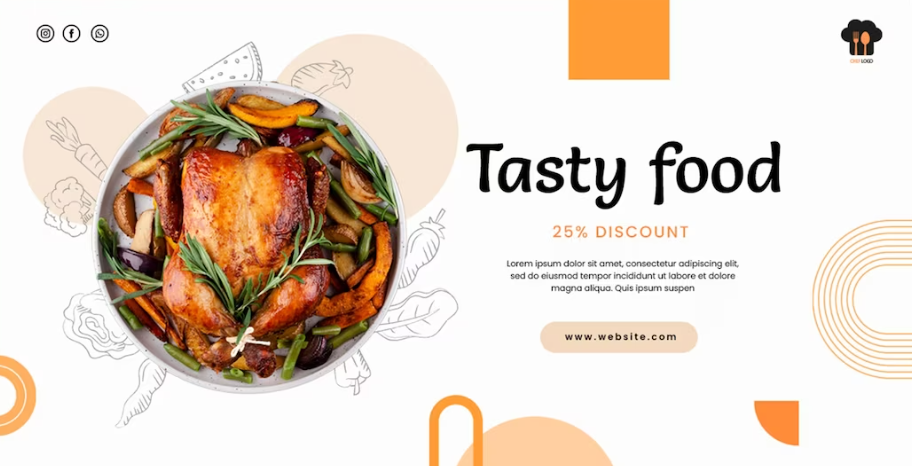 Tasty food
25% DISCOUNT
Lorem ipsum dolor sit amet, consectetur adipiscing elit,
sed do eiusmod tempor incididunt ut labore et dolore
magna aliqua. Quis ipsum suspen
www.website.com
LOGO